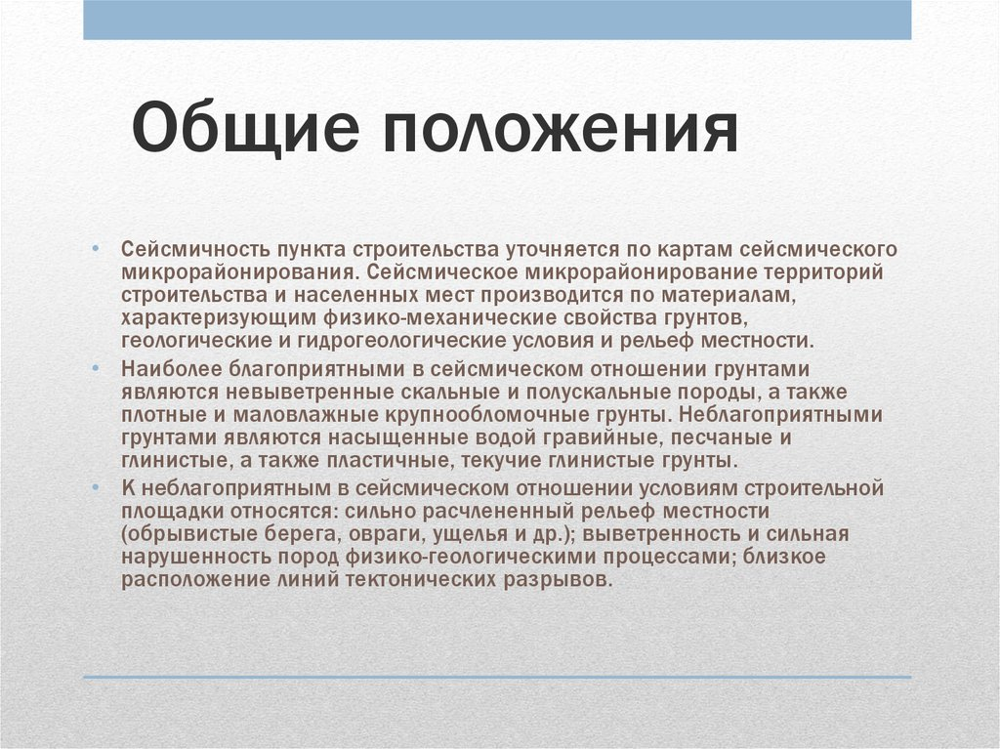 Общие положения
• Сейсмичность пункта строительства уточняется по картам сейсмического
микрорайонирования. Сейсмическое микрорайонирование территорий
строительства и населенных мест производится по материалам,
характеризующим физико-механические свойства грунтов,
геологические и гидрогеологические условия и рельеф местности.
• Наиболее благоприятными в сейсмическом отношении грунтами
являются невыветренные скальные и полускальные породы, а также
плотные и маловлажные крупнообломочные грунты. Неблагоприятными
грунтами являются насыщенные водой гравийные, песчаные и
глинистые, а также пластичные, текучие глинистые грунты.
• К неблагоприятным в сейсмическом отношении условиям строительной
площадки относятся: сильно расчлененный рельеф местности
(обрывистые берега, овраги, ущелья и др.); выветренность и сильная
нарушенность пород физико-геологическими процессами; близкое
расположение линий тектонических разрывов.